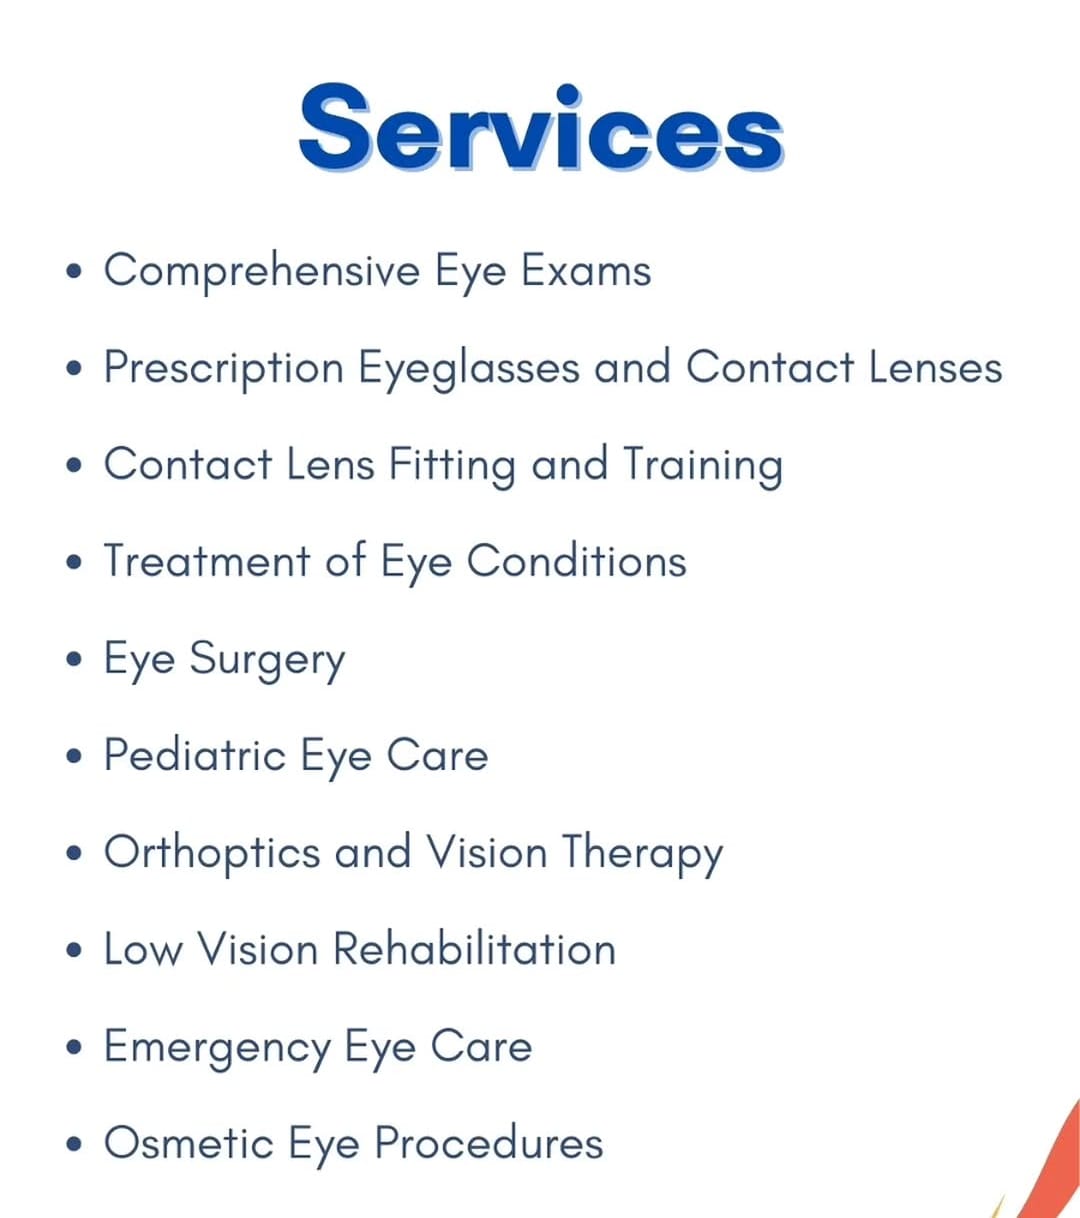 Services
• Comprehensive Eye Exams
• Prescription Eyeglasses and Contact Lenses
• Contact Lens Fitting and Training
• Treatment of Eye Conditions
• Eye Surgery
• Pediatric Eye Care
• Orthoptics and Vision Therapy
• Low Vision Rehabilitation
• Emergency Eye Care
• Osmetic Eye Procedures